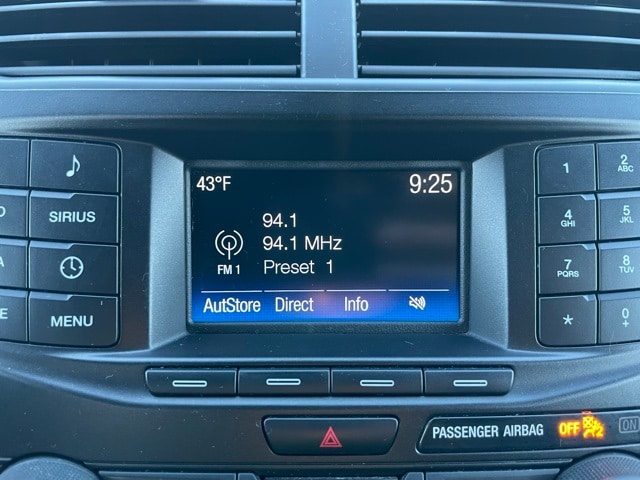 43°F 9:25
94.1
94.1 MHz
FM 1 Preset 1
AutStore Direct Info
SIRIUS
MENU
1
2 ABC
4 GHI
5 JKL
7 PQRS
8 TUV
*
0 +
PASSENGER AIRBAG OFF 2 ON